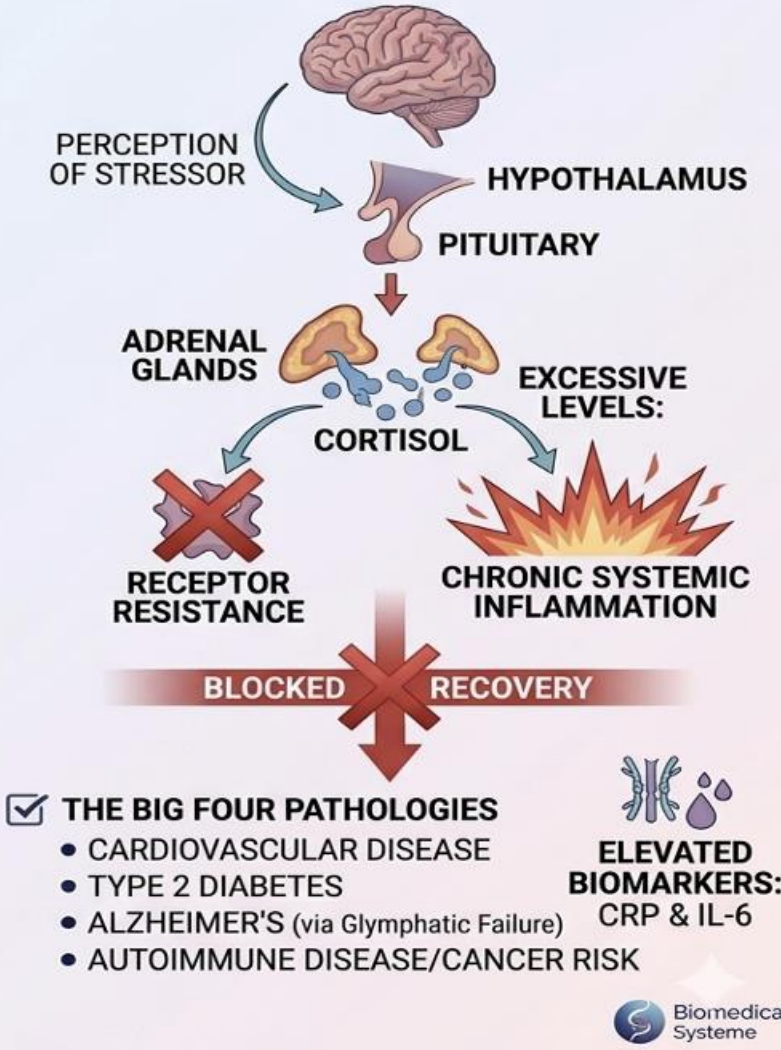 PERCEPTION
OF STRESSOR
HYPOTHALAMUS
PITUITARY
ADRENAL
GLANDS
EXCESSIVE
LEVELS:
CORTISOL
RECEPTOR
RESISTANCE
CHRONIC SYSTEMIC
INFLAMMATION
BLOCKED RECOVERY
THE BIG FOUR PATHOLOGIES
• CARDIOVASCULAR DISEASE
• TYPE 2 DIABETES
• ALZHEIMER'S (via Glymphatic Failure)
• AUTOIMMUNE DISEASE/CANCER RISK
ELEVATED
BIOMARKERS:
CRP & IL-6
Biomedica
Systeme